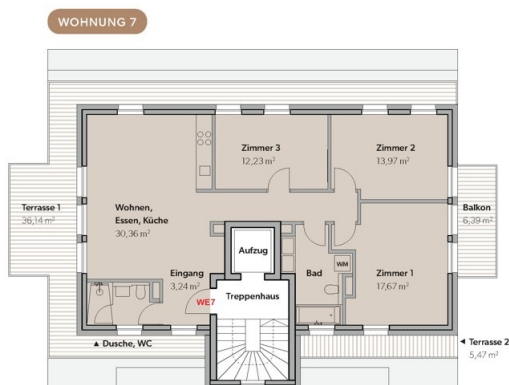 WOHNUNG 7
Zimmer 3
12,23 m²
Zimmer 2
13,97 m²
Terrasse 1
36,14 m²
Wohnen,
Essen, Küche
30,36 m²
Balkon
6,39 m²
Aufzug
Eingang
3,24 m²
WE7
Treppenhaus
Bad
WM
Zimmer 1
17,67 m²
▲ Dusche, WC
◄ Terrasse 2
5,47 m²